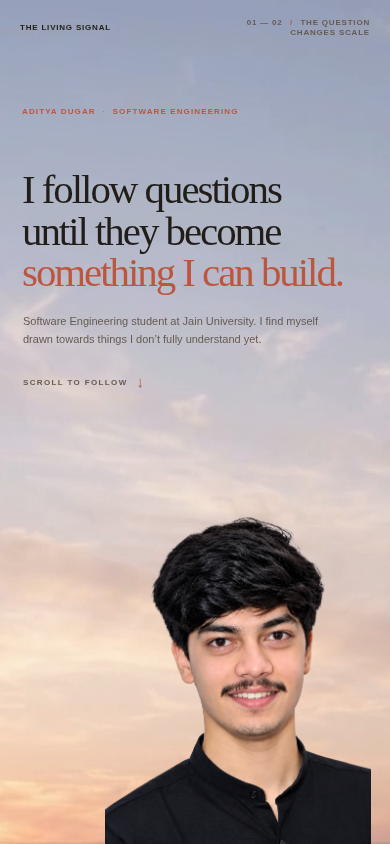 THE LIVING SIGNAL
01 — 02 / THE QUESTION
CHANGES SCALE
ADITYA DUGAR · SOFTWARE ENGINEERING
I follow questions
until they become
something I can build.
Software Engineering student at Jain University. I find myself
drawn towards things I don’t fully understand yet.
SCROLL TO FOLLOW ↓